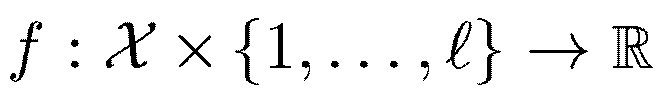 f : 𝒳 × {1, . . . , ℓ} → ℝ